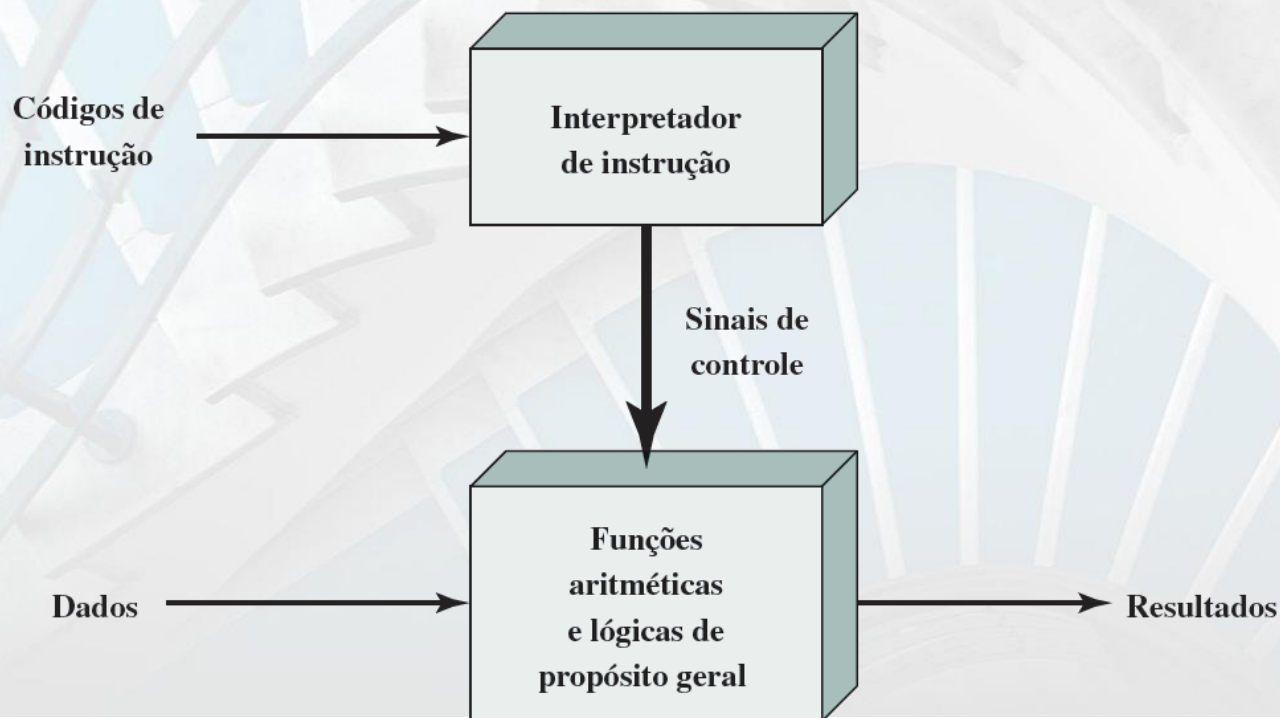 Códigos de
instrução
Interpretador
de instrução
Sinais de
controle
Dados
Funções
aritméticas
e lógicas de
propósito geral
Resultados